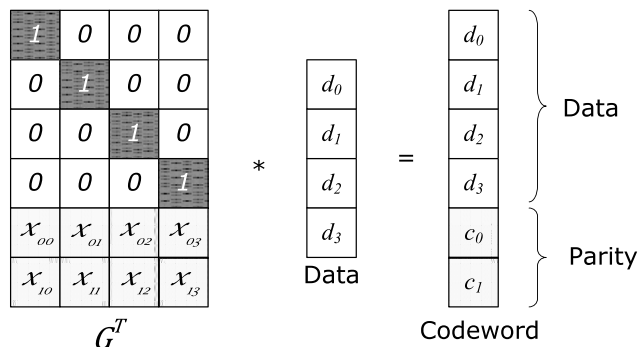 1 0 0 0 d₀
0 1 0 0 d₀ d₁
0 0 1 0 d₁ d₂ Data
0 0 0 1 * d₂ = d₃
x₀₀ x₀₁ x₀₂ x₀₃ d₃ c₀
x₁₀ x₁₁ x₁₂ x₁₃ Data c₁ Parity
Gᵀ Codeword